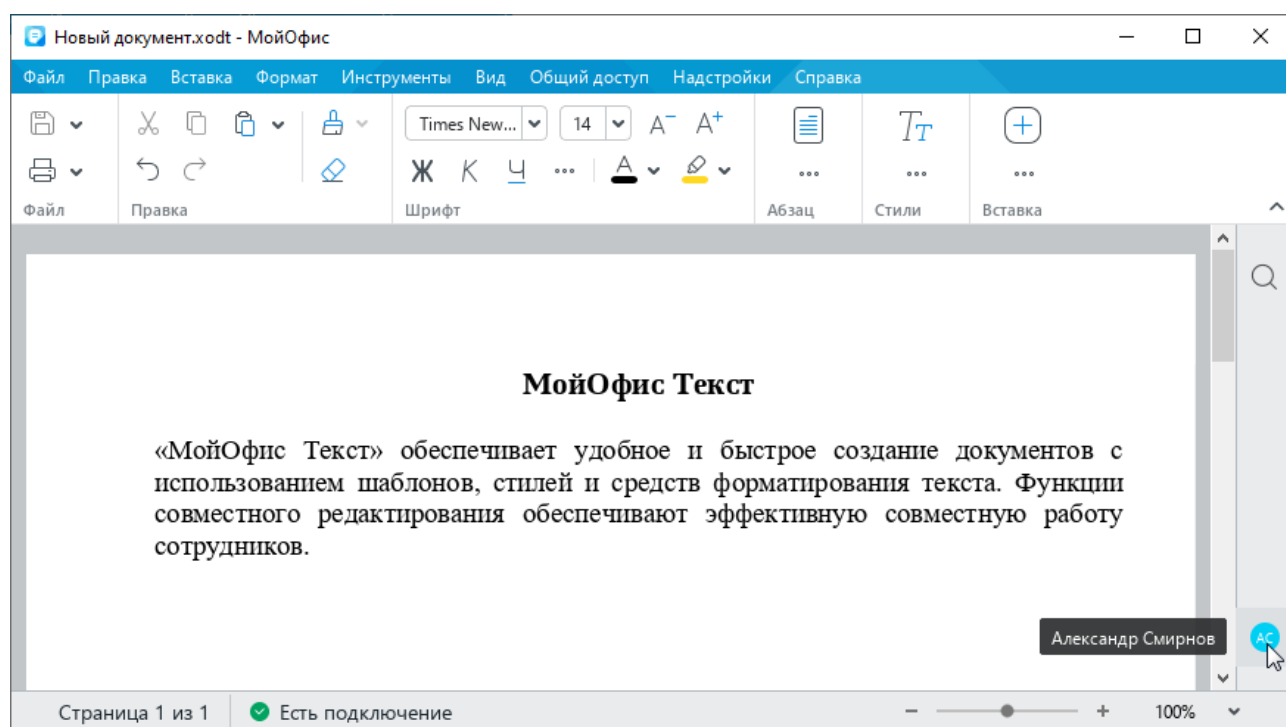 Новый документ.xodt - МойОфис
Файл Правка Вставка Формат Инструменты Вид Общий доступ Надстройки Справка
Times New... 14 A− A+ Tт
Ж К Ч А
Файл Правка Шрифт Абзац Стили Вставка
МойОфис Текст
«МойОфис Текст» обеспечивает удобное и быстрое создание документов с
использованием шаблонов, стилей и средств форматирования текста. Функции
совместного редактирования обеспечивают эффективную совместную работу
сотрудников.
Александр Смирнов АС
Страница 1 из 1 Есть подключение 100%